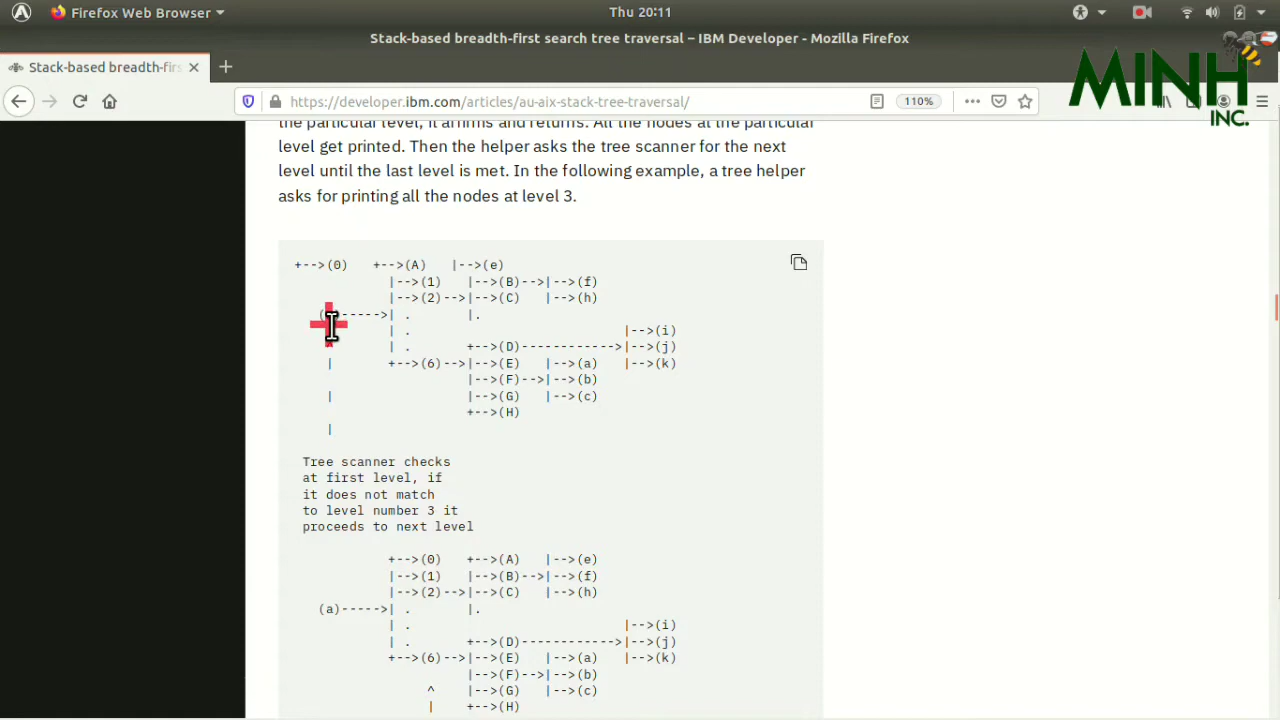 Firefox Web Browser
Thu 20:11
Stack-based breadth-first search tree traversal – IBM Developer - Mozilla Firefox
Stack-based breadth-firs
https://developer.ibm.com/articles/au-aix-stack-tree-traversal/
110%
MINH
INC.
the particular level, it affirms and returns. All the nodes at the particular
level get printed. Then the helper asks the tree scanner for the next
level until the last level is met. In the following example, a tree helper
asks for printing all the nodes at level 3.
+-->(0)   +-->(A)   |-->(e)
            |-->(1)   |-->(B)-->|-->(f)
            |-->(2)-->|-->(C)   |-->(h)
   ( ----->| .       |.
            | .                           |-->(i)
            | .       +-->(D)------------>|-->(j)
    |       +-->(6)-->|-->(E)   |-->(a)   |-->(k)
                      |-->(F)-->|-->(b)
    |                 |-->(G)   |-->(c)
                      +-->(H)
    |
Tree scanner checks
at first level, if
it does not match
to level number 3 it
proceeds to next level
            +-->(0)   +-->(A)   |-->(e)
            |-->(1)   |-->(B)-->|-->(f)
            |-->(2)-->|-->(C)   |-->(h)
   (a)----->| .       |.
            | .                           |-->(i)
            | .       +-->(D)------------>|-->(j)
            +-->(6)-->|-->(E)   |-->(a)   |-->(k)
                      |-->(F)-->|-->(b)
                 ^    |-->(G)   |-->(c)
                 |    +-->(H)